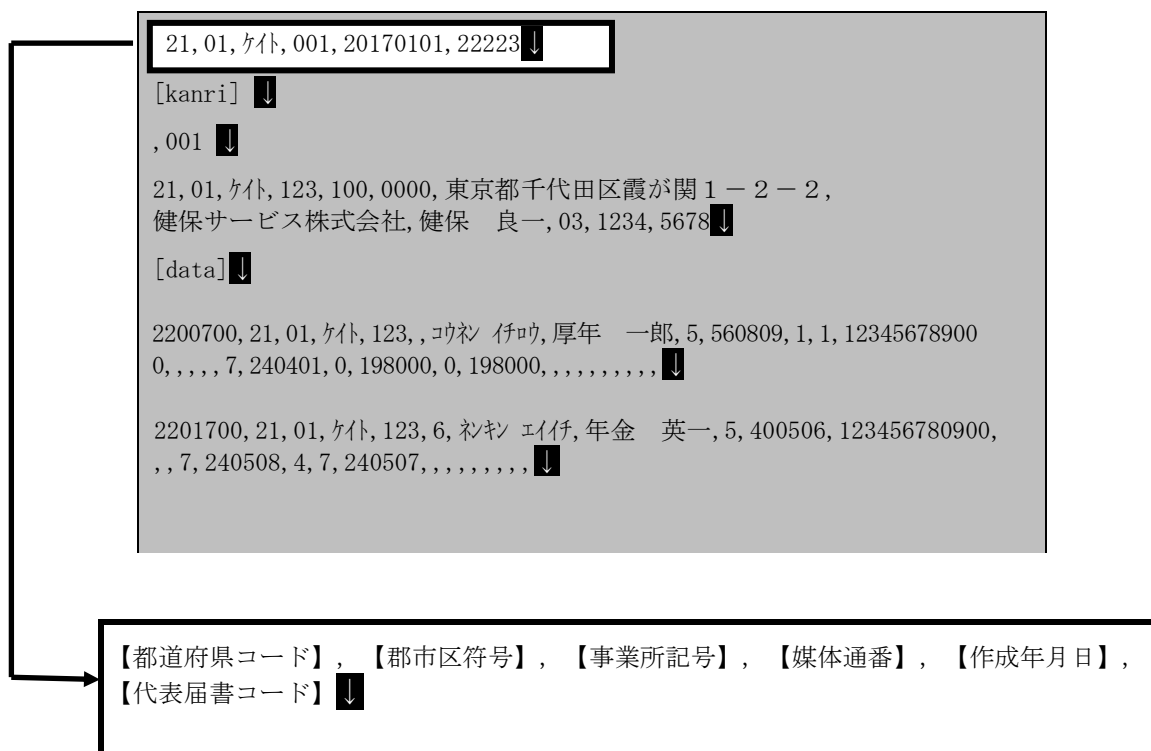 21,01,ｹｲﾄ,001,20170101,22223↓
[kanri] ↓
,001 ↓
21,01,ｹｲﾄ,123,100,0000,東京都千代田区霞が関１－２－２,
健保サービス株式会社,健保　良一,03,1234,5678↓
[data]↓
2200700,21,01,ｹｲﾄ,123,,ｺｳﾈﾝ ｲﾁﾛｳ,厚年　一郎,5,560809,1,1,12345678900
0,,,,,7,240401,0,198000,0,198000,,,,,,,,,,↓
2201700,21,01,ｹｲﾄ,123,6,ﾈﾝｷﾝ ｴｲｲﾁ,年金　英一,5,400506,123456780900,
,,7,240508,4,7,240507,,,,,,,,,↓
【都道府県コード】, 【郡市区符号】, 【事業所記号】, 【媒体通番】, 【作成年月日】,
【代表届書コード】↓